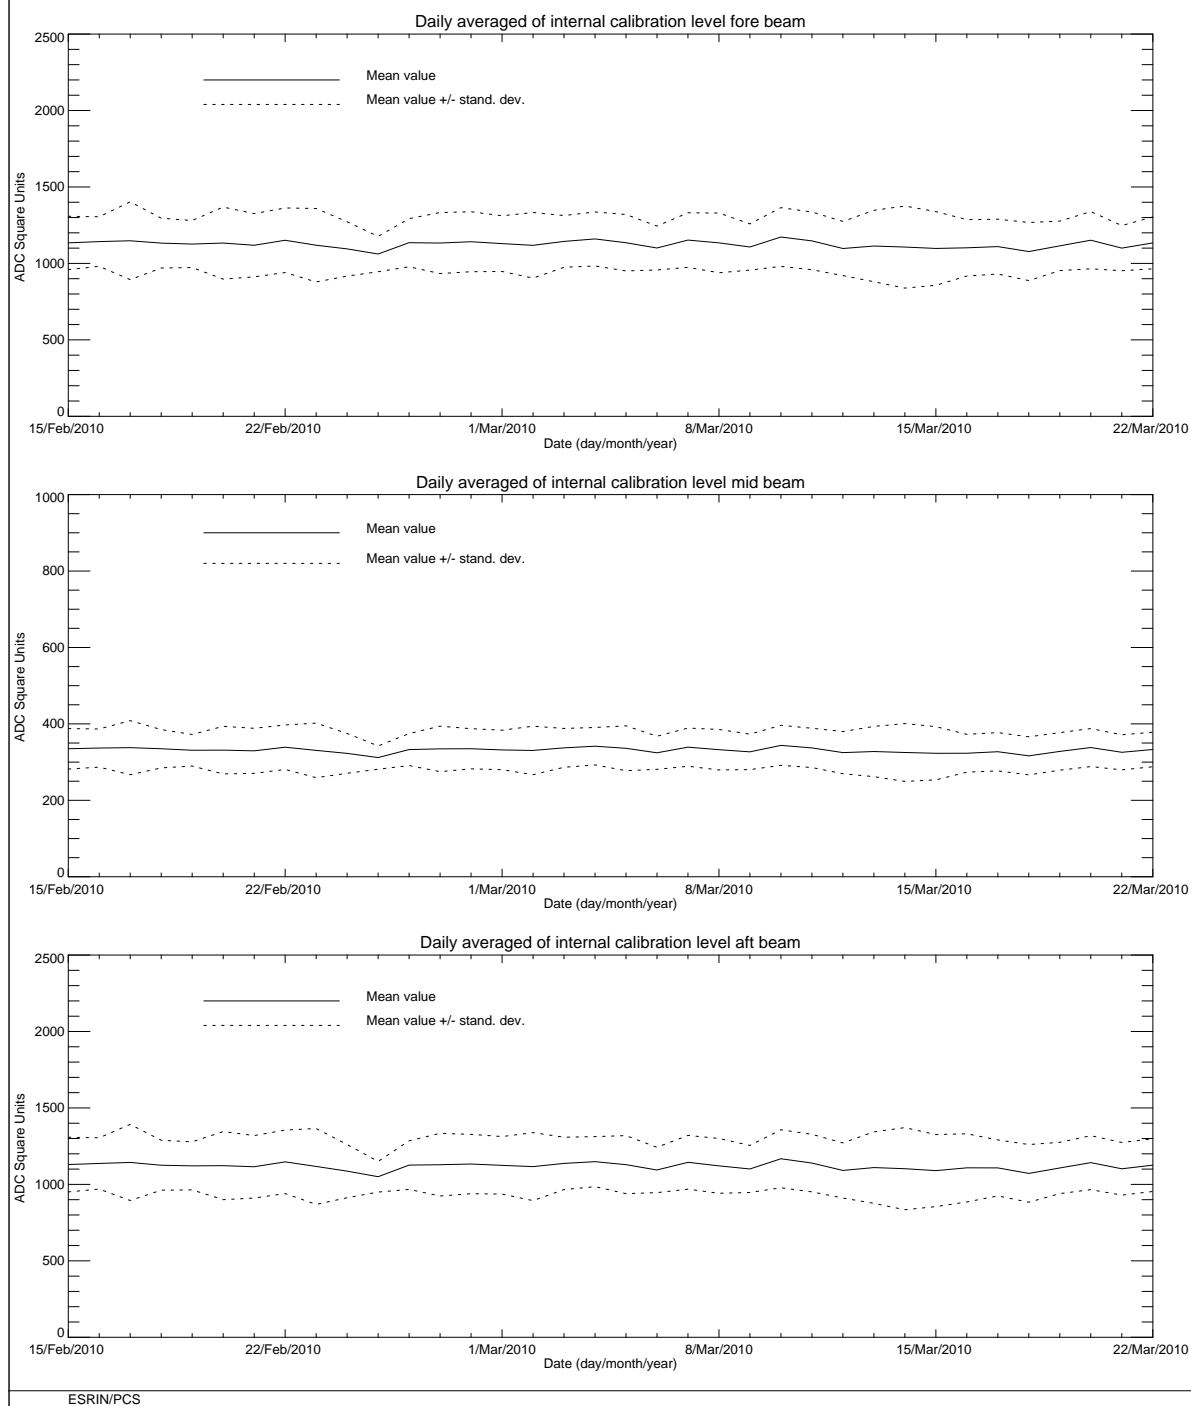 Daily averaged of internal calibration level fore beam
2500
2000
1500
1000
500
0
ADC Square Units
Mean value
Mean value +/- stand. dev.
15/Feb/2010 22/Feb/2010 1/Mar/2010 8/Mar/2010 15/Mar/2010 22/Mar/2010
Date (day/month/year)
Daily averaged of internal calibration level mid beam
1000
800
600
400
200
0
ADC Square Units
Mean value
Mean value +/- stand. dev.
15/Feb/2010 22/Feb/2010 1/Mar/2010 8/Mar/2010 15/Mar/2010 22/Mar/2010
Date (day/month/year)
Daily averaged of internal calibration level aft beam
2500
2000
1500
1000
500
0
ADC Square Units
Mean value
Mean value +/- stand. dev.
15/Feb/2010 22/Feb/2010 1/Mar/2010 8/Mar/2010 15/Mar/2010 22/Mar/2010
Date (day/month/year)
ESRIN/PCS